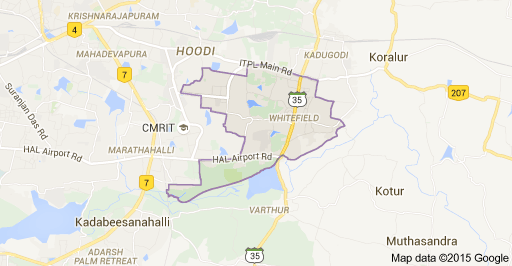 KRISHNARAJAPURAM
4
MAHADEVAPURA
HOODI
KADUGODI
Koralur
ITPL Main Rd
7
207
35
Suranjan Das Rd
CMRIT
WHITEFIELD
HAL Airport Rd
MARATHAHALLI
HAL Airport Rd
7
Kotur
VARTHUR
Kadabeesanahalli
Muthasandra
ADARSH
PALM RETREAT
35
Map data ©2015 Google